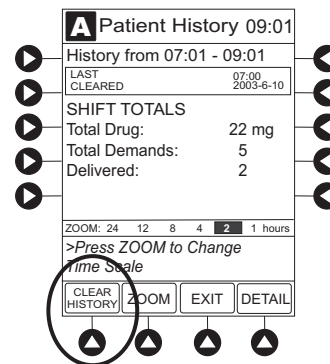 A Patient History 09:01
History from 07:01 - 09:01
LAST CLEARED 07:00 2003-6-10
SHIFT TOTALS
Total Drug: 22 mg
Total Demands: 5
Delivered: 2
ZOOM: 24 12 8 4 2 1 hours
>Press ZOOM to Change
Time Scale
CLEAR HISTORY ZOOM EXIT DETAIL